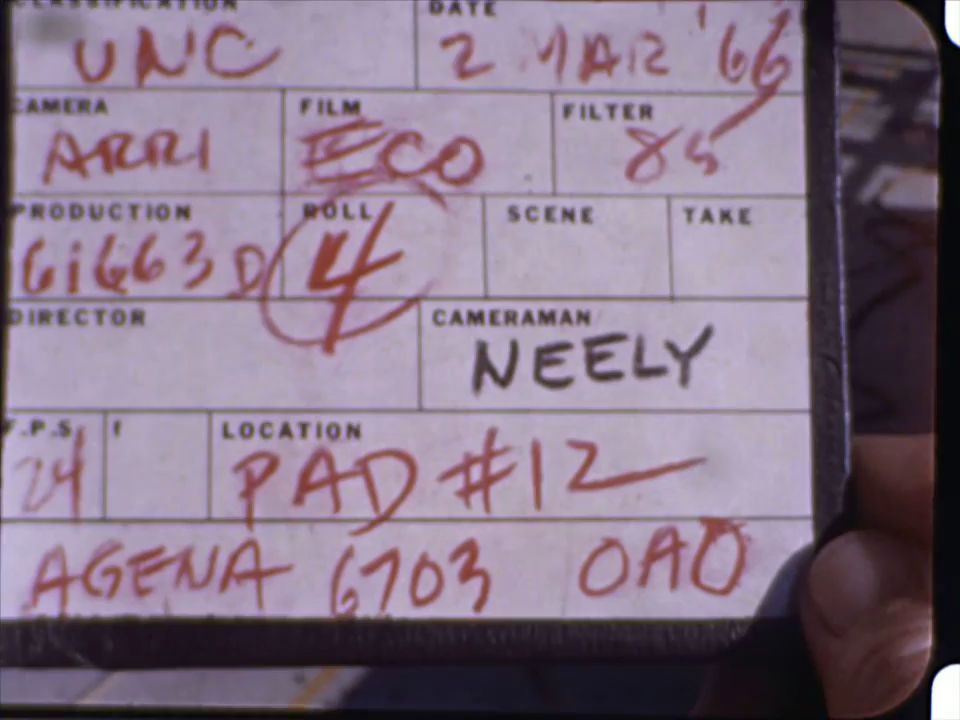 CLASSIFICATION DATE
UNC 2 MAR '66
CAMERA FILM FILTER
ARRI ECO 85
PRODUCTION ROLL SCENE TAKE
61663 D 4
DIRECTOR CAMERAMAN
NEELY
F.P.S. f LOCATION
24 PAD #12
AGENA 6703 OAO